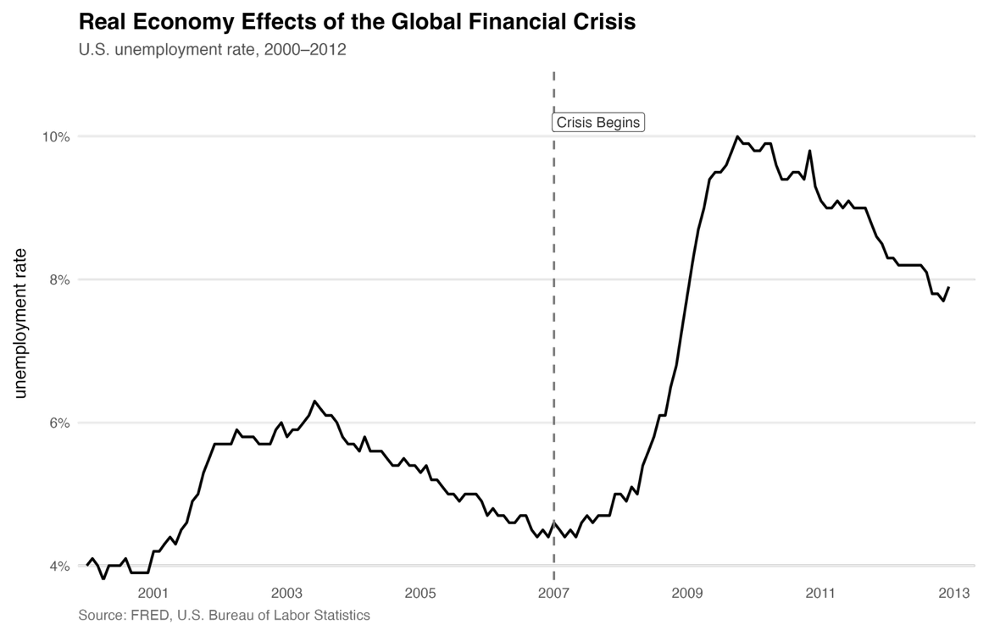 Real Economy Effects of the Global Financial Crisis
U.S. unemployment rate, 2000–2012
Crisis Begins
10%
8%
6%
4%
unemployment rate
2001 2003 2005 2007 2009 2011 2013
Source: FRED, U.S. Bureau of Labor Statistics